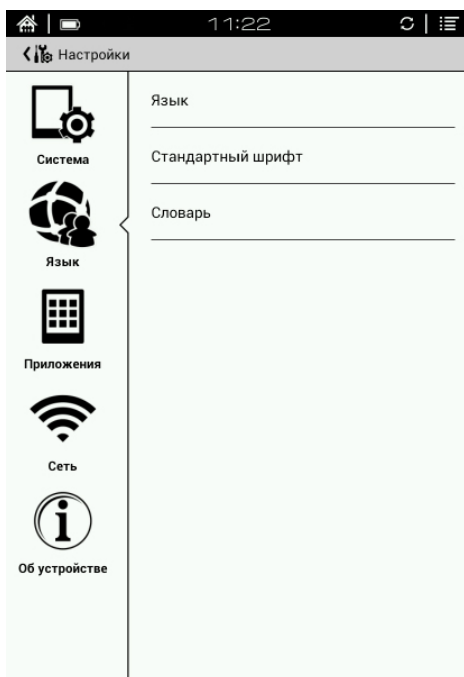 11:22
Настройки
Система
Язык
Приложения
Сеть
Об устройстве
Язык
Стандартный шрифт
Словарь